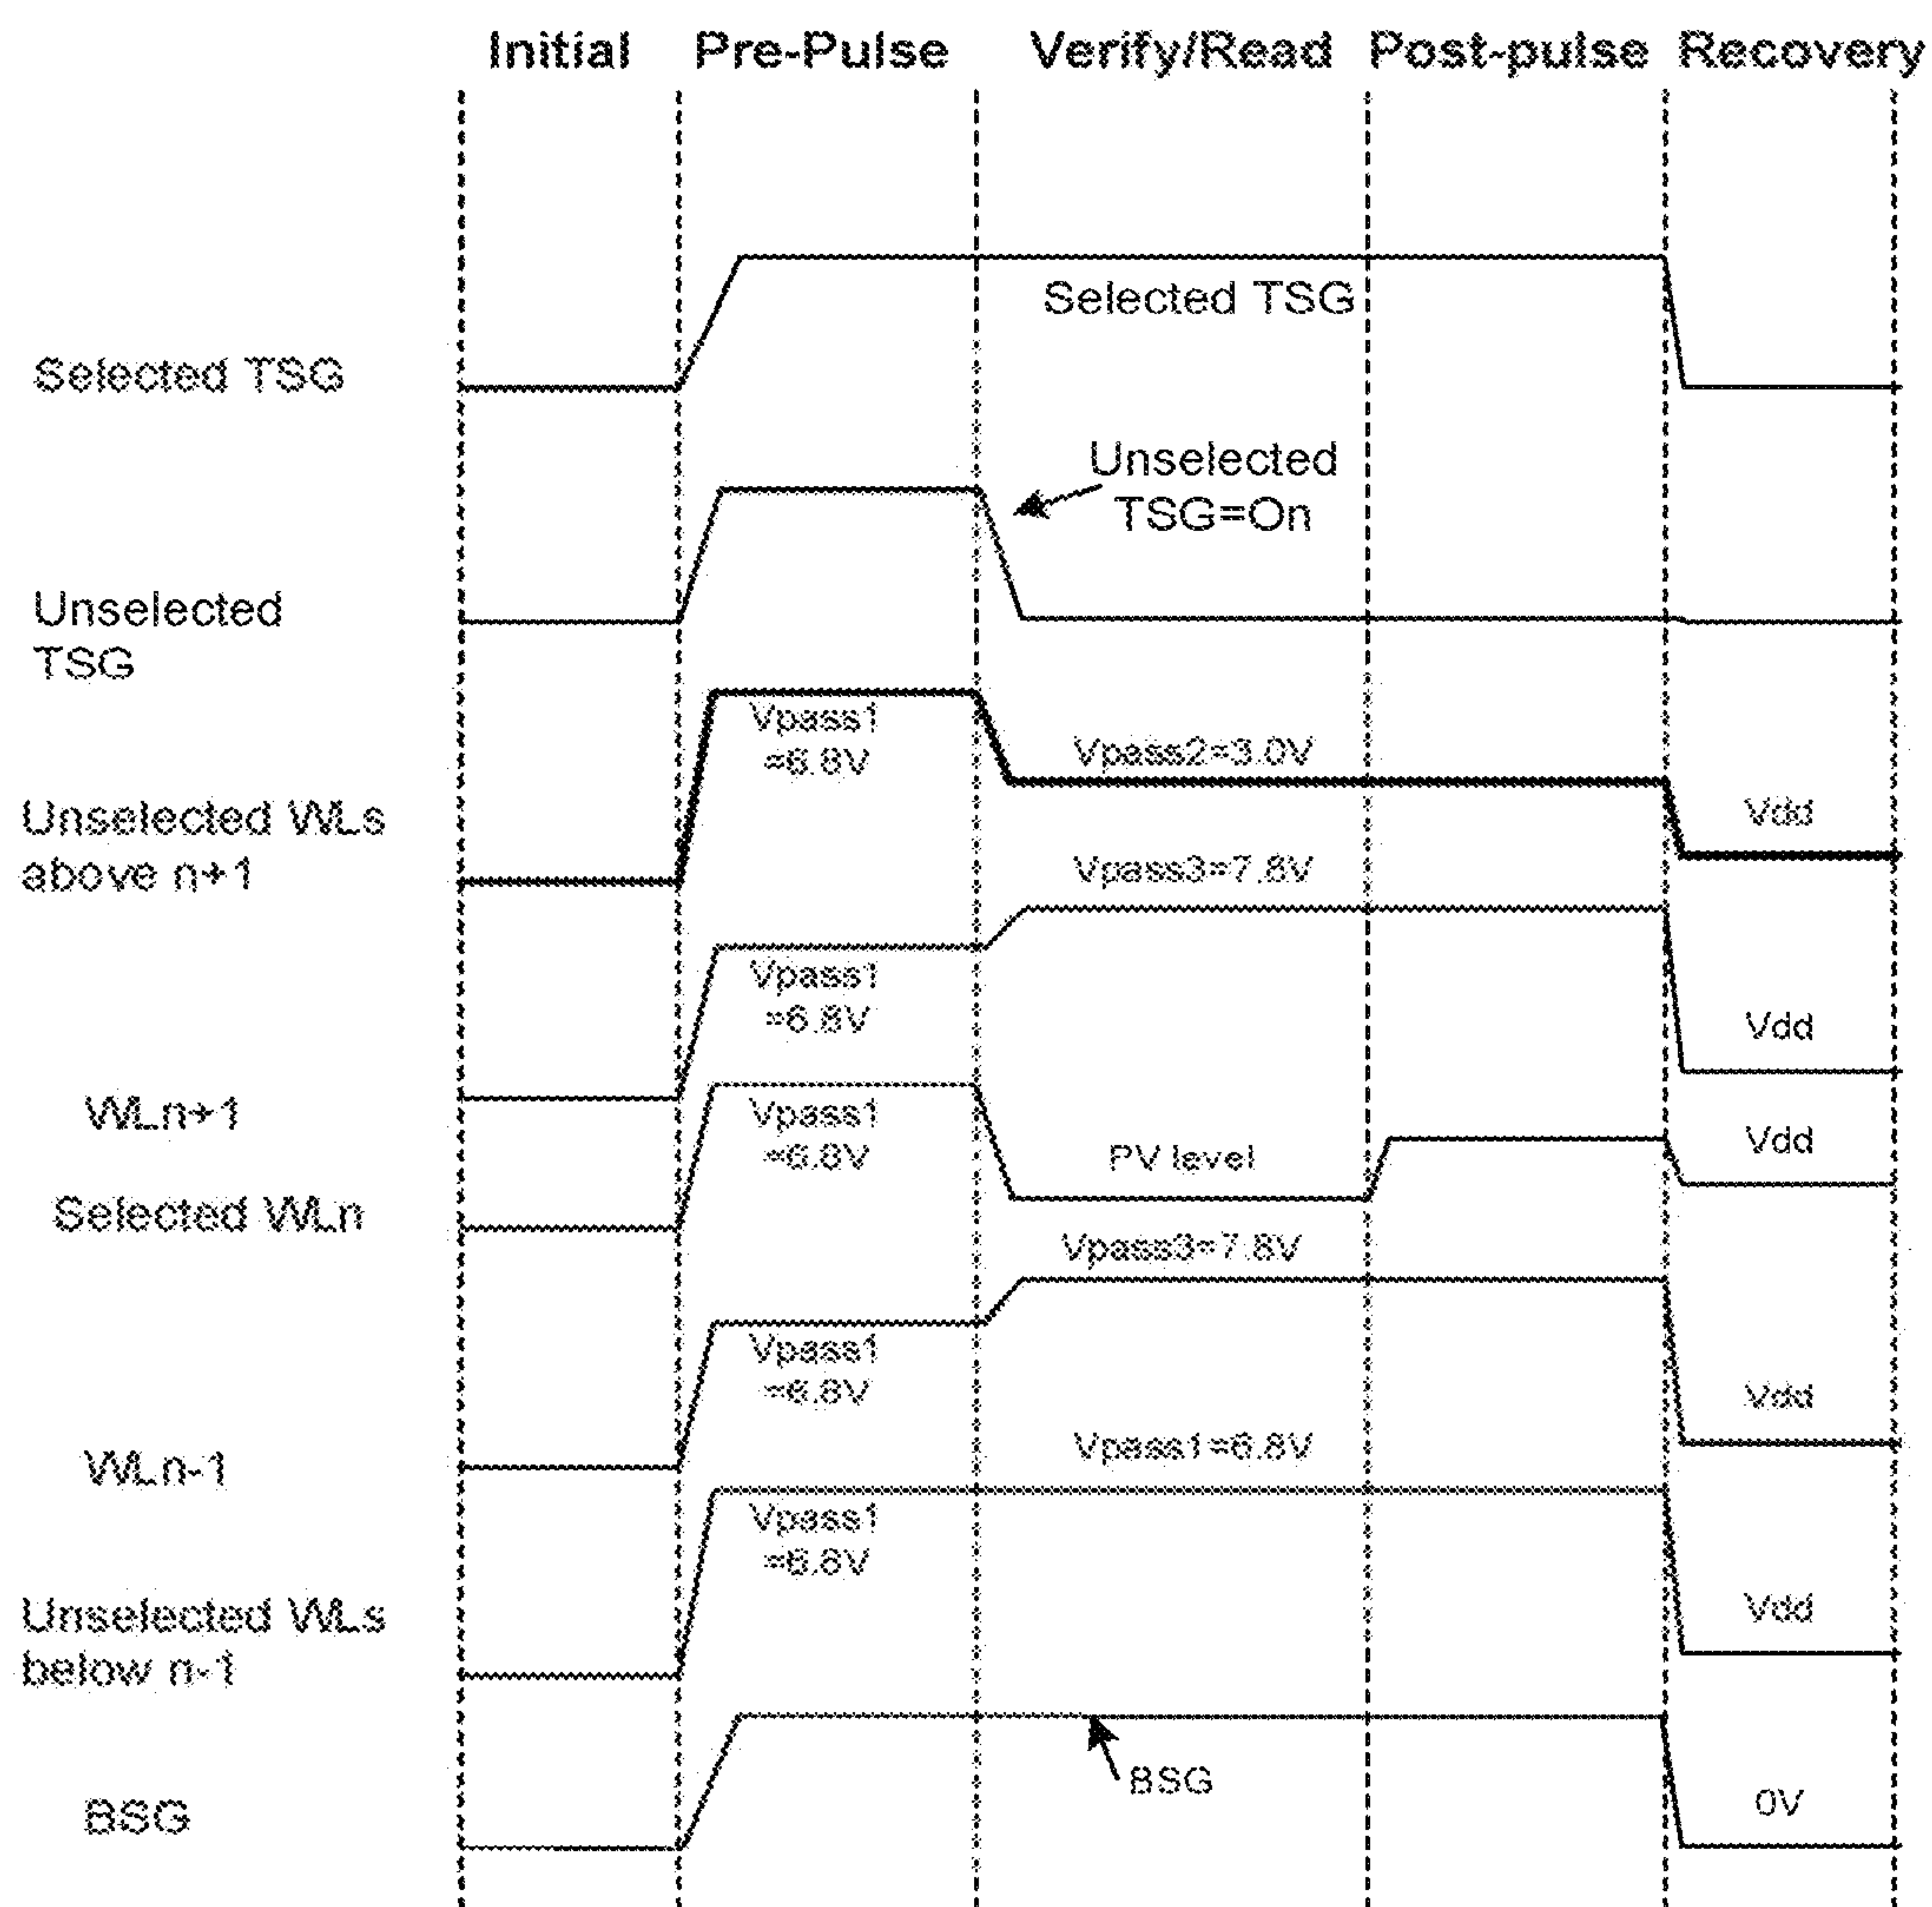 Initial Pre-Pulse Verify/Read Post-pulse Recovery
Selected TSG
Selected TSG
Unselected
TSG=On
Unselected
TSG
Vpass1
=6.8V
Vpass2=3.0V
Vdd
Unselected WLs
above n+1
Vpass3=7.8V
Vpass1
=6.8V
Vdd
WLn+1
Vpass1
=6.8V
PV level
Vdd
Selected WLn
Vpass3=7.8V
Vpass1
=6.8V
Vdd
WLn-1
Vpass1=6.8V
Vpass1
=6.8V
Vdd
Unselected WLs
below n-1
BSG
BSG
0V